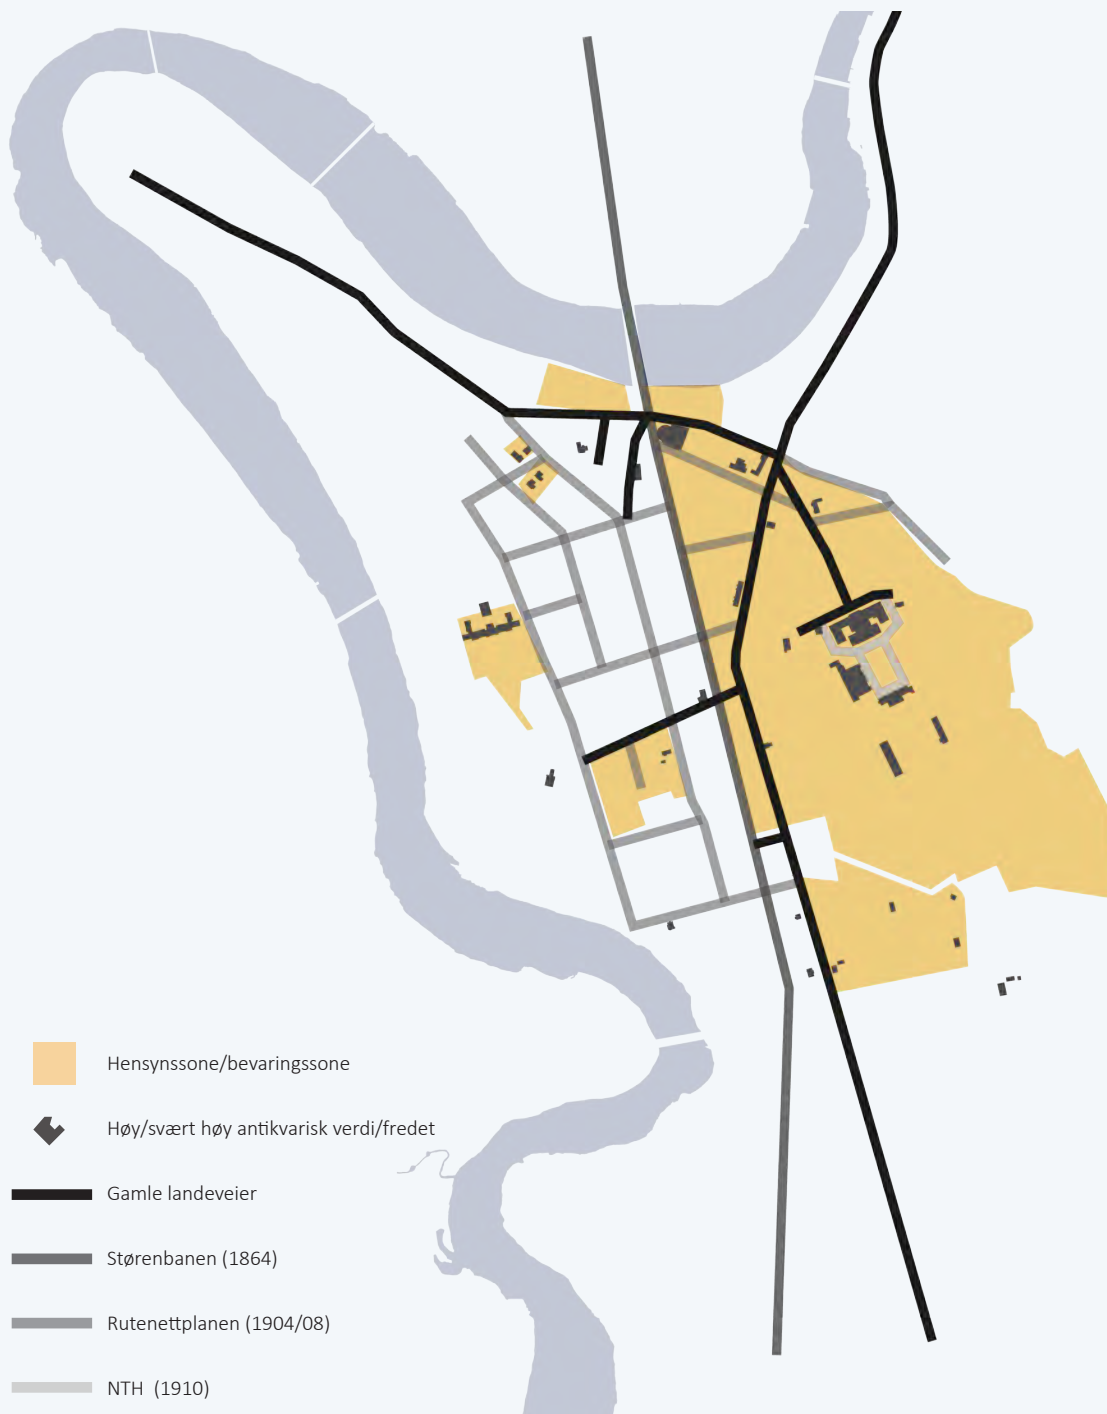 Hensynssone/bevaringssone
Høy/svært høy antikvarisk verdi/fredet
Gamle landeveier
Størenbanen (1864)
Rutenettplanen (1904/08)
NTH (1910)